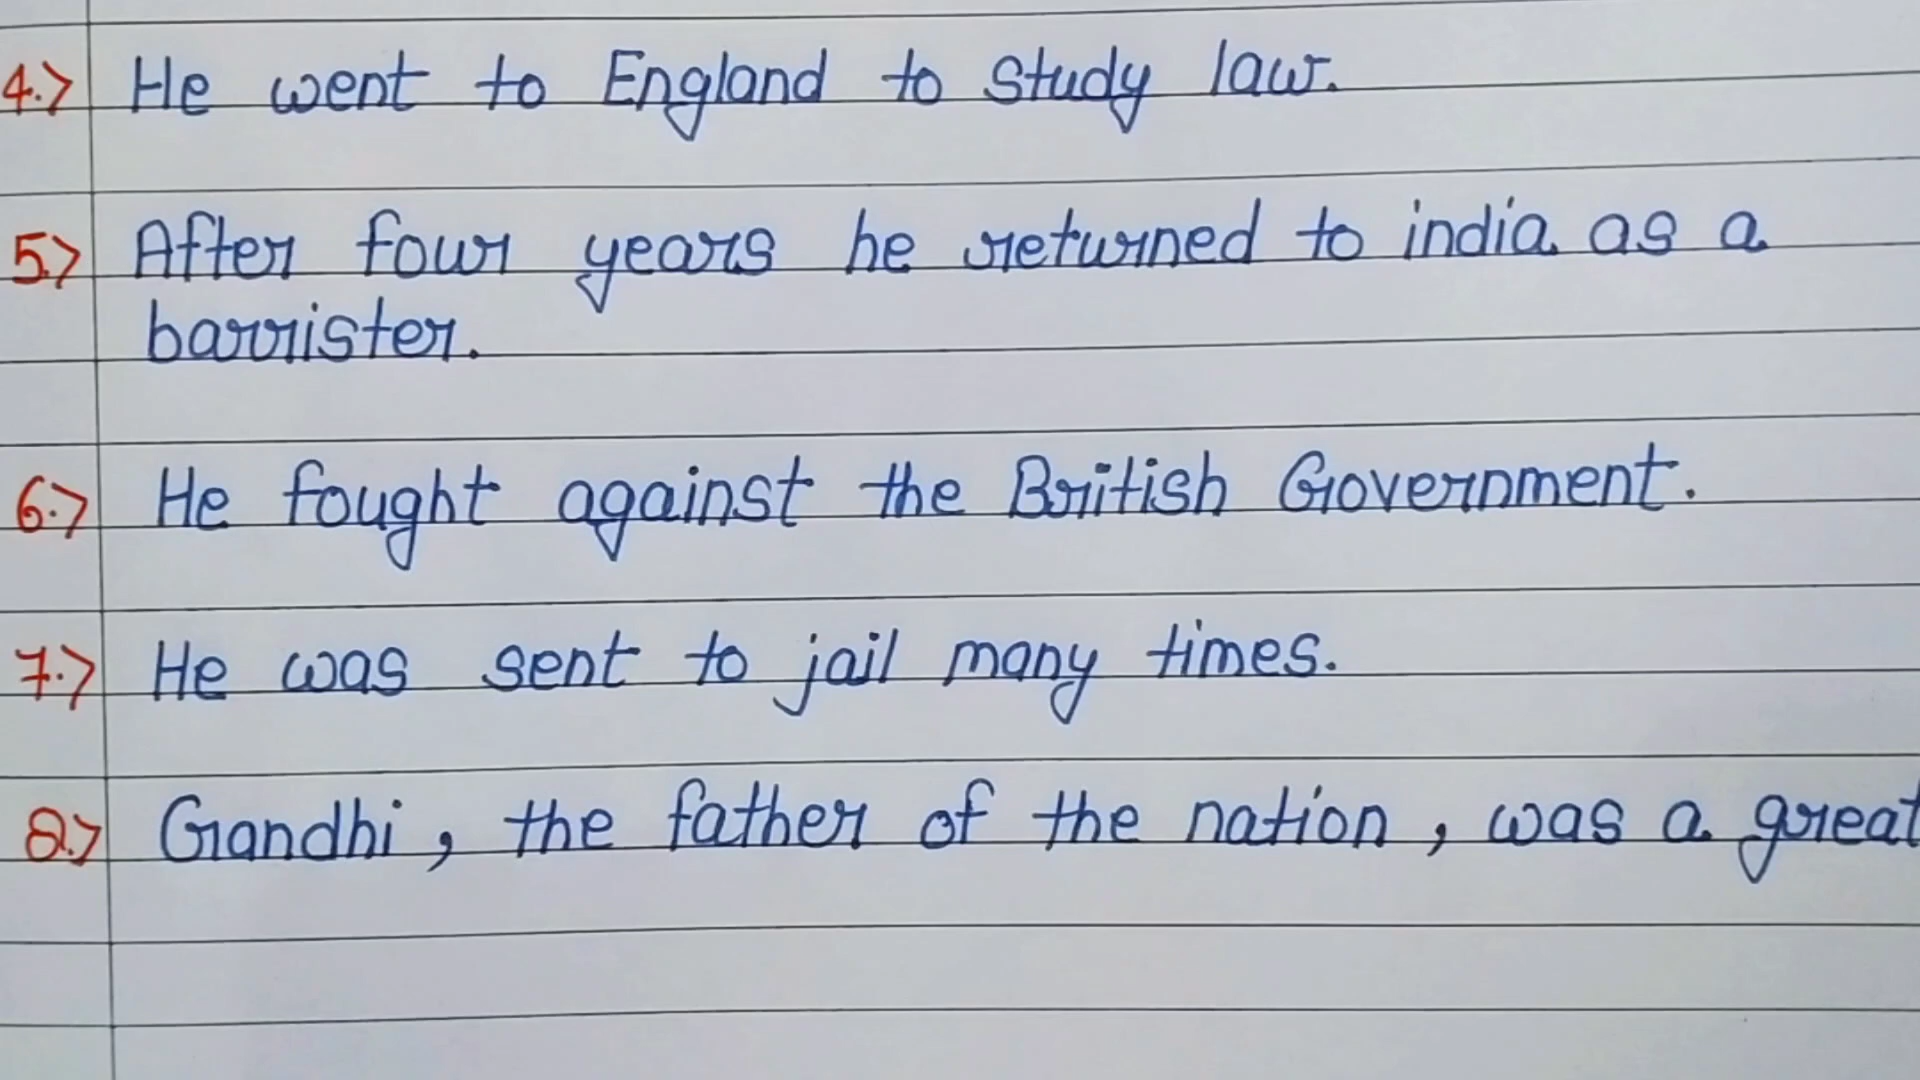 4.> He went to England to study law.
5.> After four years he returned to india as a
barrister.
6.> He fought against the British Government.
7.> He was sent to jail many times.
8.> Gandhi, the father of the nation, was a great